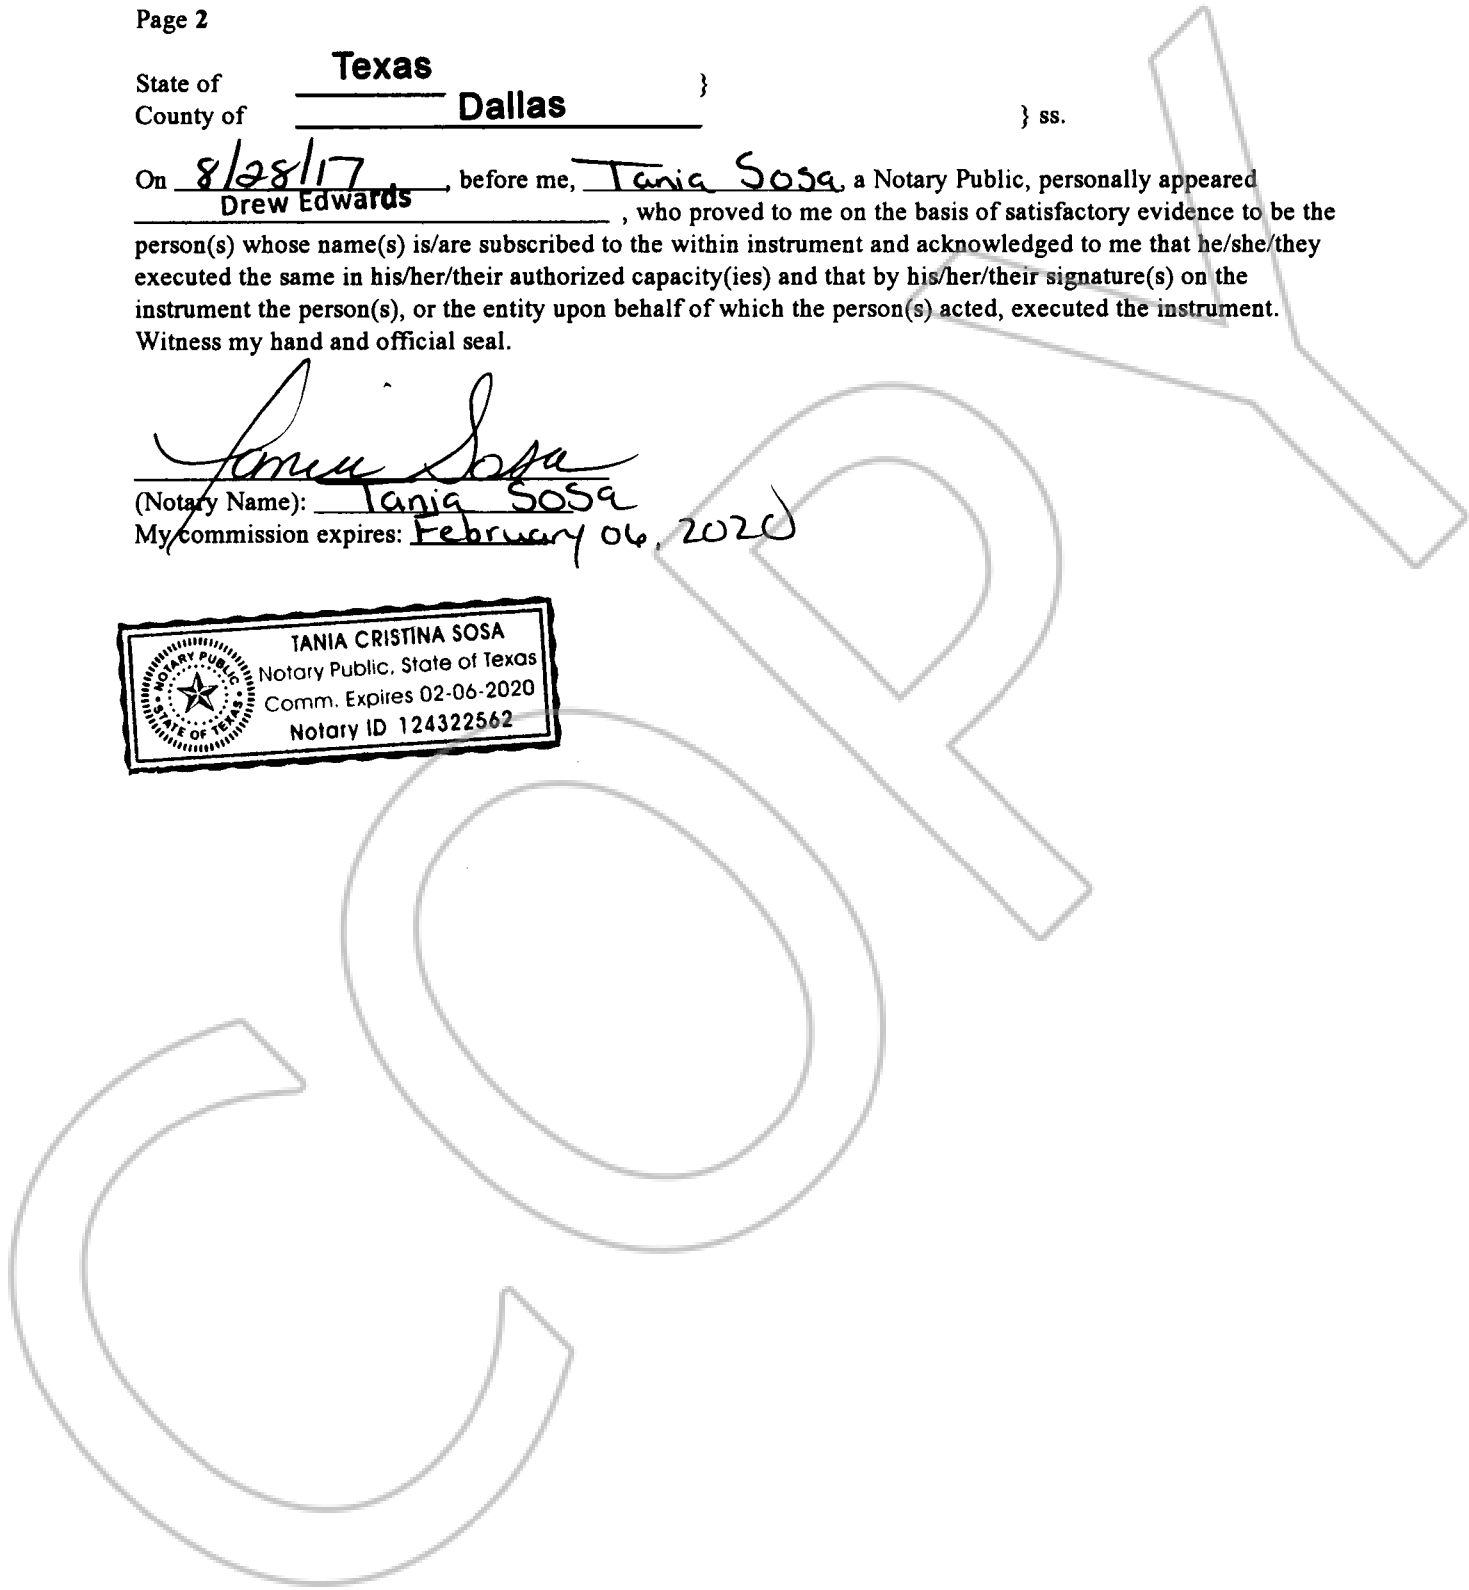 Page 2
State of Texas }
County of Dallas } ss.
On 8/28/17, before me, Tania Sosa, a Notary Public, personally appeared
Drew Edwards, who proved to me on the basis of satisfactory evidence to be the
person(s) whose name(s) is/are subscribed to the within instrument and acknowledged to me that he/she/they
executed the same in his/her/their authorized capacity(ies) and that by his/her/their signature(s) on the
instrument the person(s), or the entity upon behalf of which the person(s) acted, executed the instrument.
Witness my hand and official seal.
Tania Sosa
(Notary Name): Tania Sosa
My commission expires: February 06, 2020
NOTARY PUBLIC
STATE OF TEXAS
TANIA CRISTINA SOSA
Notary Public, State of Texas
Comm. Expires 02-06-2020
Notary ID 124322562
COPY